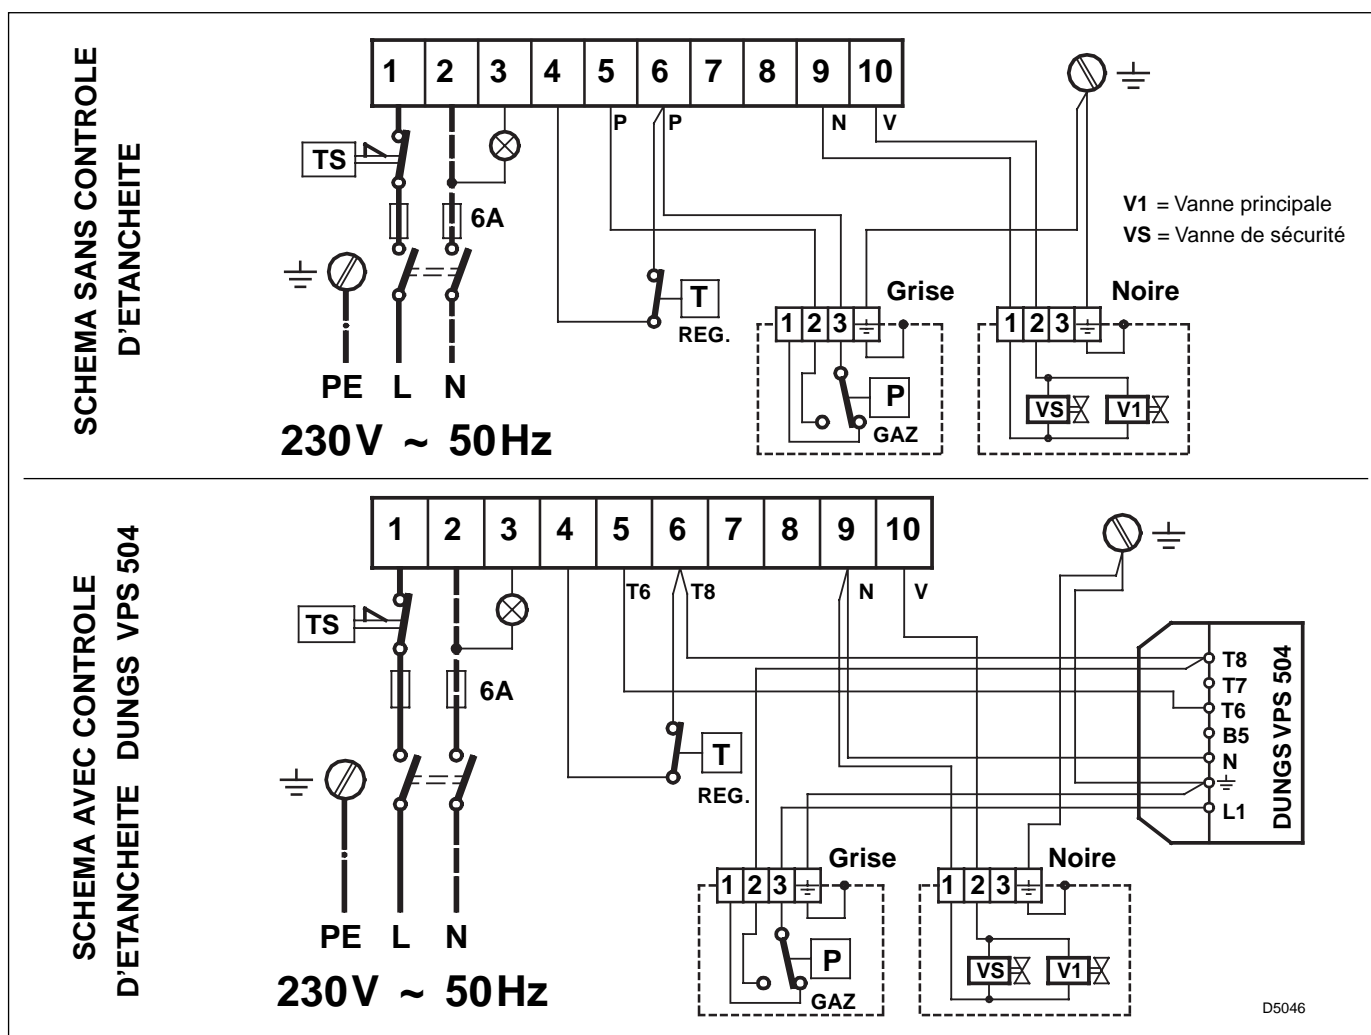 SCHEMA SANS CONTROLE
D'ETANCHEITE
1 2 3 4 5 6 7 8 9 10
P P N V
TS
6A
V1 = Vanne principale
VS = Vanne de sécurité
T
REG.
Grise
Noire
1 2 3
1 2 3
P
GAZ
VS V1
PE L N
230V ~ 50Hz
SCHEMA AVEC CONTROLE
D'ETANCHEITE DUNGS VPS 504
1 2 3 4 5 6 7 8 9 10
T6 T8 N V
TS
6A
T
REG.
T8
T7
T6
B5
N
L1
DUNGS VPS 504
Grise
Noire
1 2 3
1 2 3
P
GAZ
VS V1
PE L N
230V ~ 50Hz
D5046